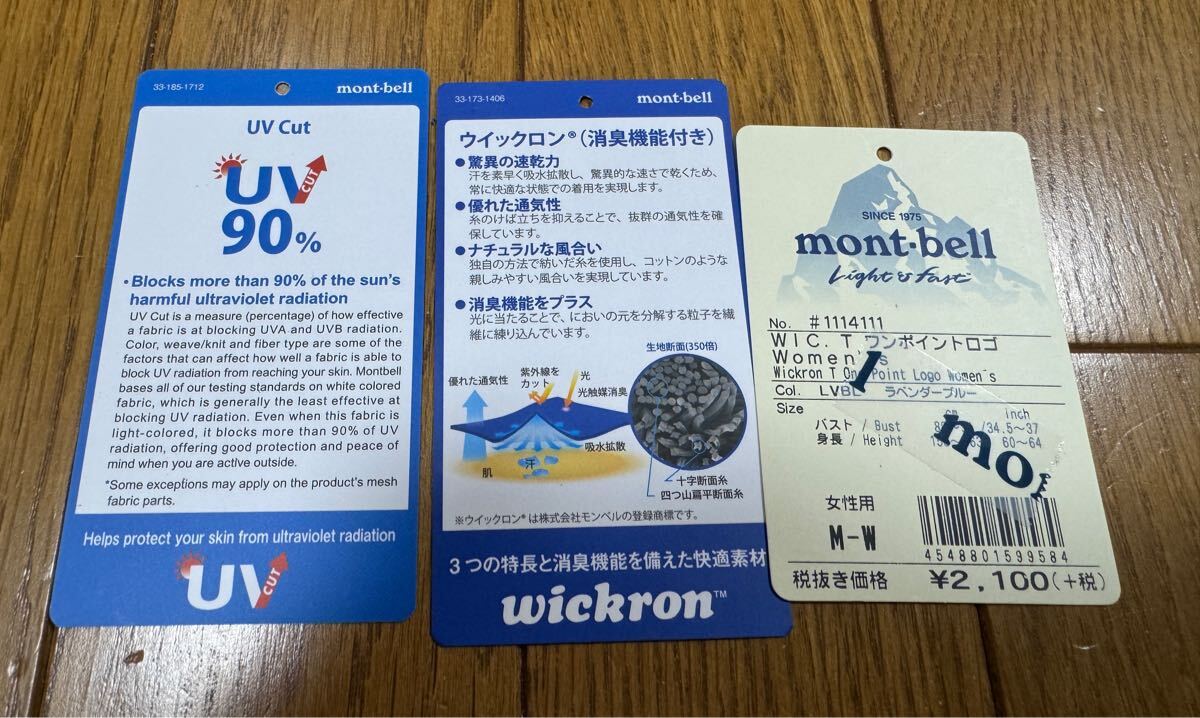 33-185-1712
mont·bell
UV Cut
UV CUT
90%
•Blocks more than 90% of the sun's
harmful ultraviolet radiation
UV Cut is a measure (percentage) of how effective
a fabric is at blocking UVA and UVB radiation.
Color, weave/knit and fiber type are some of the
factors that can affect how well a fabric is able to
block UV radiation from reaching your skin. Montbell
bases all of our testing standards on white colored
fabric, which is generally the least effective at
blocking UV radiation. Even when this fabric is
light-colored, it blocks more than 90% of UV
radiation, offering good protection and peace of
mind when you are active outside.
*Some exceptions may apply on the product's mesh
fabric parts.
Helps protect your skin from ultraviolet radiation
UV CUT
33-173-1406
mont·bell
ウイックロン®(消臭機能付き)
●驚異の速乾力
汗を素早く吸水拡散し、驚異的な速さで乾くため、
常に快適な状態での着用を実現します。
●優れた通気性
糸のけば立ちを抑えることで、抜群の通気性を確
保しています。
●ナチュラルな風合い
独自の方法で紡いだ糸を使用し、コットンのような
親しみやすい風合いを実現しています。
●消臭機能をプラス
光に当たることで、においの元を分解する粒子を繊
維に練り込んでいます。
生地断面(350倍)
優れた通気性
紫外線を
カット
光
光触媒消臭
吸水拡散
肌
汗
十字断面糸
四つ山扁平断面糸
※ウイックロン®は株式会社モンベルの登録商標です。
3つの特長と消臭機能を備えた快適素材
wickron™
SINCE 1975
mont·bell
Light & Fast
No. #1114111
WIC. T ワンポイントロゴ
Women's
Wickron T One Point Logo Women's
Col. LVBL ラベンダーブルー
Size
cm inch
バスト / Bust /34.5~37
身長 / Height 60~64
mo
女性用
M-W
4548801599584
税抜き価格 ¥2,100(+税)